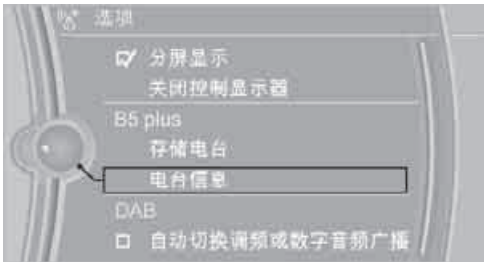 选项
分屏显示
关闭控制显示器
B5 plus
存储电台
电台信息
DAB
自动切换调频或数字音频广播